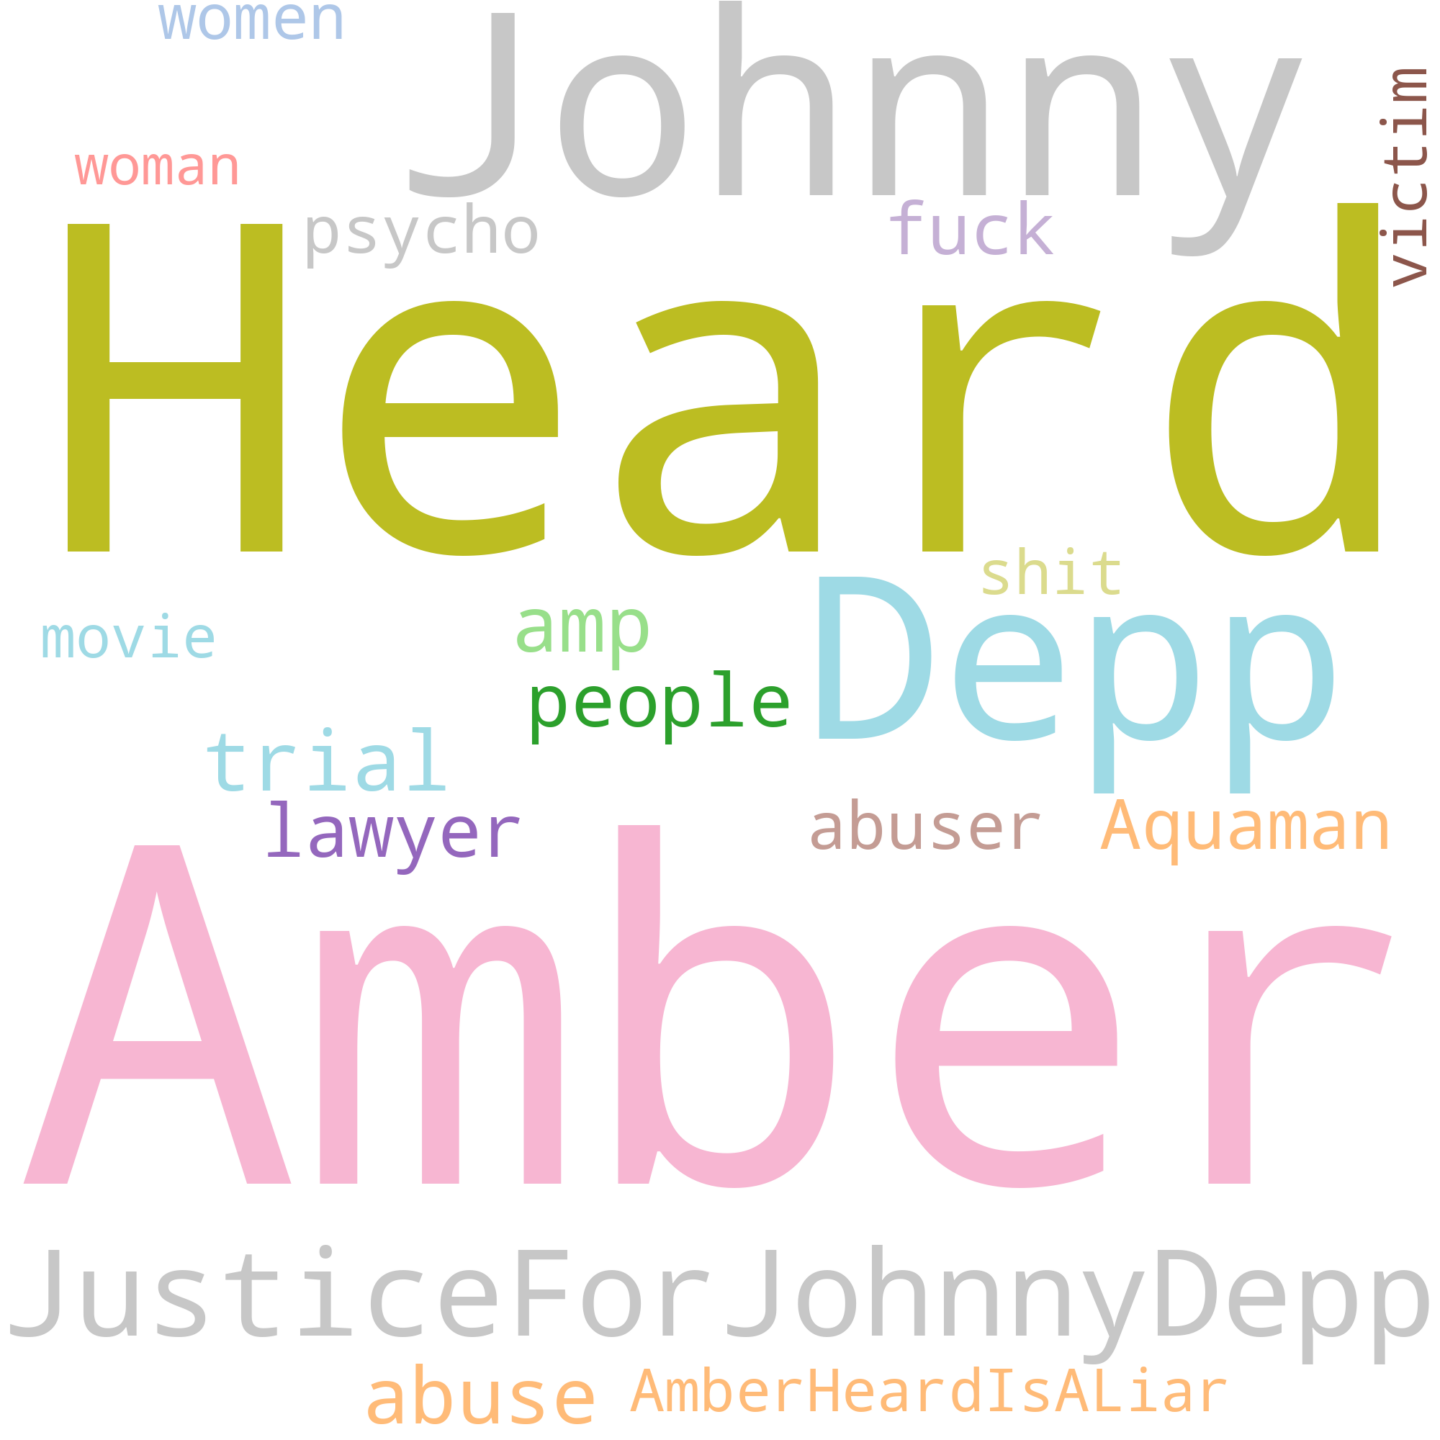 women
Johnny
victim
woman
psycho
fuck
Heard
shit
movie
amp
Depp
people
trial
lawyer
abuser
Aquaman
Amber
JusticeForJohnnyDepp
abuse
AmberHeardIsALiar